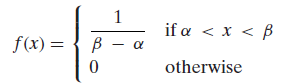 f(x) = { 1 / (β − α) if α < x < β
0 otherwise